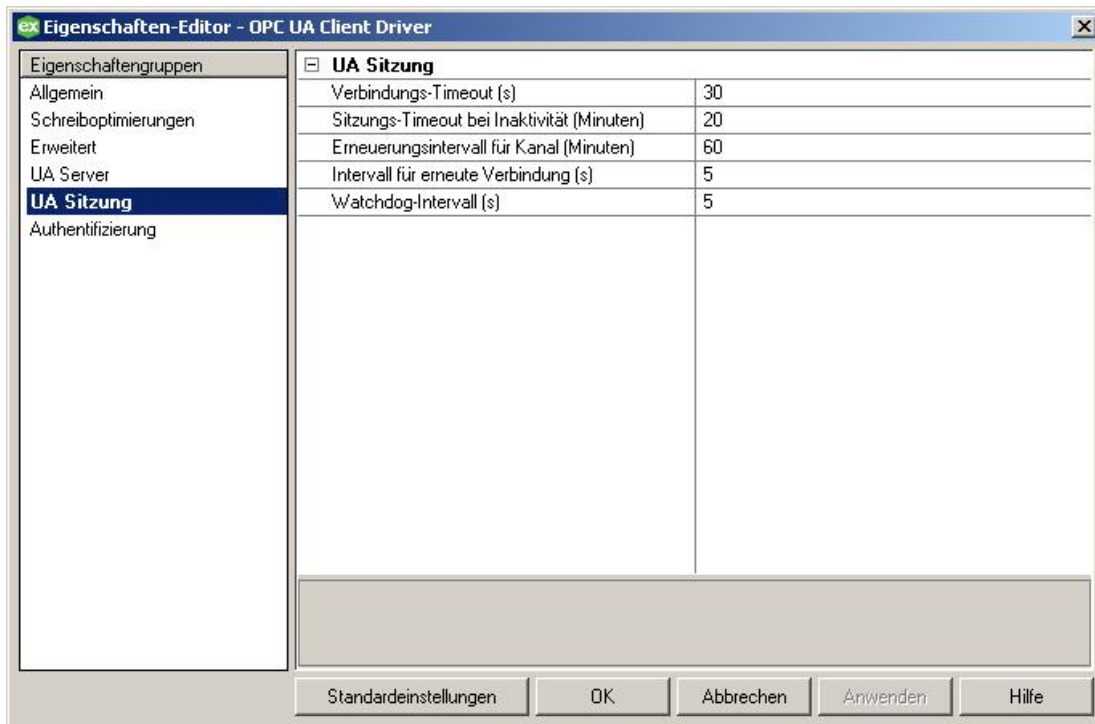 ex Eigenschaften-Editor - OPC UA Client Driver
Eigenschaftengruppen
Allgemein
Schreiboptimierungen
Erweitert
UA Server
UA Sitzung
Authentifizierung
UA Sitzung
Verbindungs-Timeout (s) 30
Sitzungs-Timeout bei Inaktivität (Minuten) 20
Erneuerungsintervall für Kanal (Minuten) 60
Intervall für erneute Verbindung (s) 5
Watchdog-Intervall (s) 5
Standardeinstellungen OK Abbrechen Anwenden Hilfe